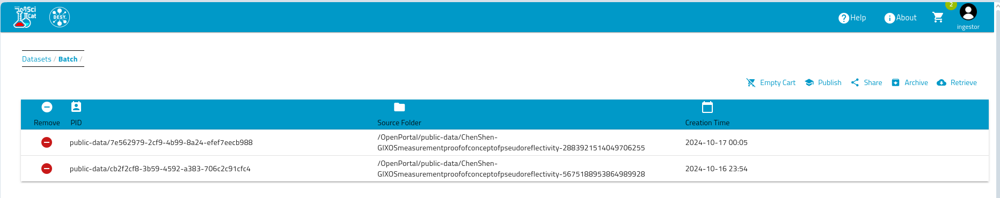 Sci
Cat
DESY.
Help
About
2
ingestor
Datasets / Batch /
Empty Cart
Publish
Share
Archive
Retrieve
Remove
PID
Source Folder
Creation Time
public-data/7e562979-2cf9-4b99-8a24-efef7eecb988
/OpenPortal/public-data/ChenShen-
GIXOSmeasurementproofofconceptofpseudoreflectivity-2883921514049706255
2024-10-17 00:05
public-data/cb2f2cf8-3b59-4592-a383-706c2c91cfc4
/OpenPortal/public-data/ChenShen-
GIXOSmeasurementproofofconceptofpseudoreflectivity-5675188953864989928
2024-10-16 23:54